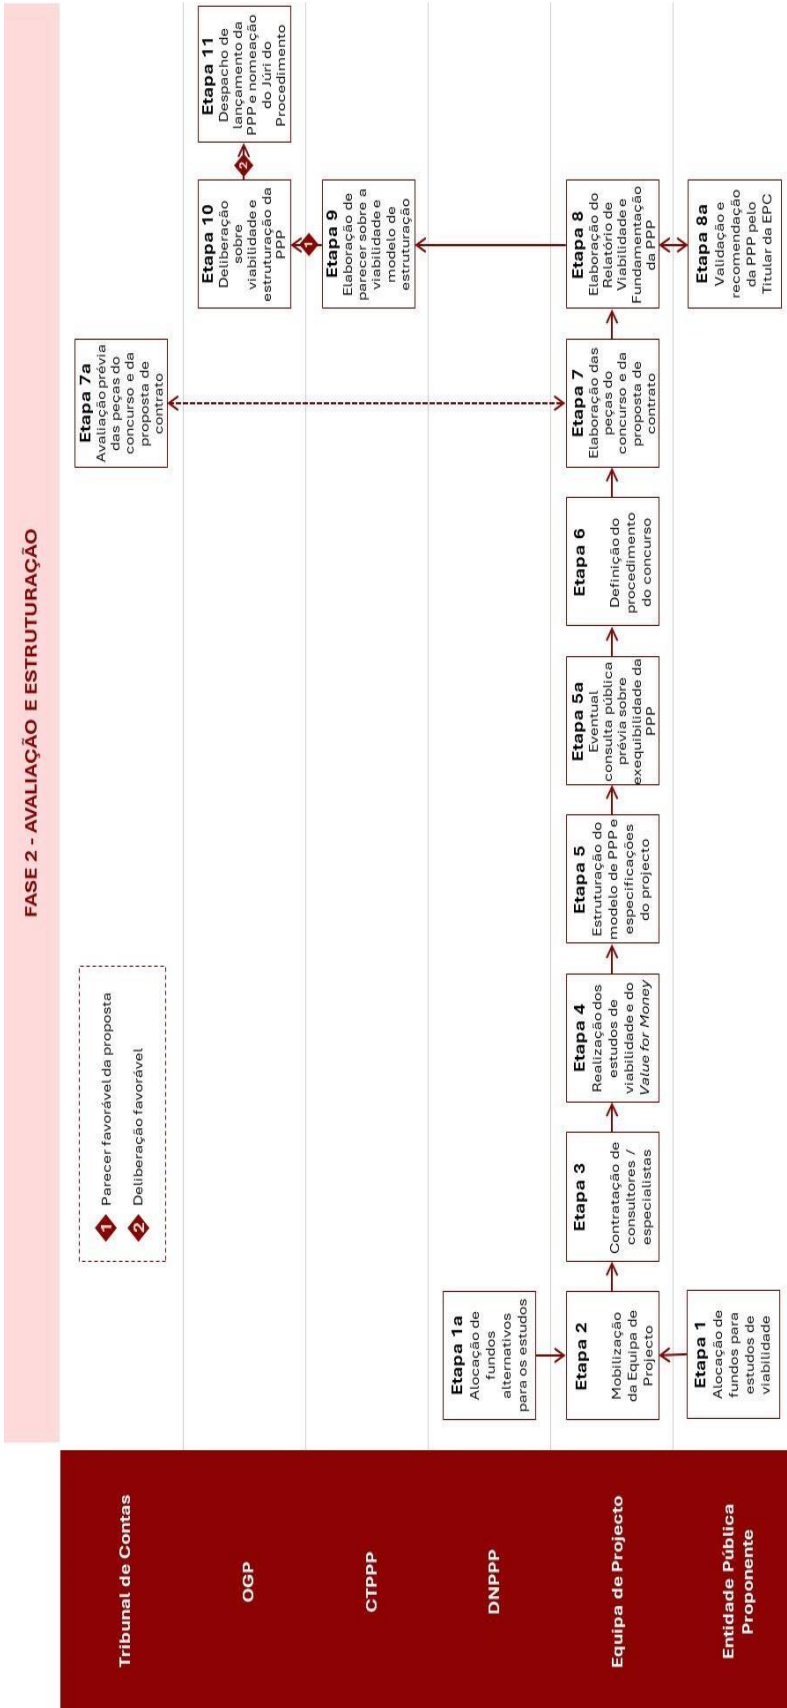 FASE 2 - AVALIAÇÃO E ESTRUTURAÇÃO
Tribunal de Contas
1 Parecer favorável da proposta
2 Deliberação favorável
Etapa 7a
Avaliação prévia
das peças do
concurso e da
proposta de
contrato
OGP
Etapa 10
Deliberação
sobre
viabilidade e
estruturação da
PPP
2
Etapa 11
Despacho de
lançamento da
PPP e nomeação
do Júri do
Procedimento
CTPPP
1
Etapa 9
Elaboração de
parecer sobre a
viabilidade e
modelo de
estruturação
DNPPP
Etapa 1a
Alocação de
fundos
alternativos
para os estudos
Equipa de Projecto
Etapa 2
Mobilização
da Equipa de
Projecto
Etapa 3
Contratação de
consultores /
especialistas
Etapa 4
Realização dos
estudos de
viabilidade e do
Value for Money
Etapa 5
Estruturação do
modelo de PPP e
especificações
do projecto
Etapa 5a
Eventual
consulta pública
prévia sobre
exequibilidade da
PPP
Etapa 6
Definição do
procedimento
do concurso
Etapa 7
Elaboração das
peças do
concurso e da
proposta de
contrato
Etapa 8
Elaboração do
Relatório de
Viabilidade e
Fundamentação
da PPP
Entidade Pública
Proponente
Etapa 1
Alocação de
fundos para
estudos de
viabilidade
Etapa 8a
Validação e
recomendação
da PPP pelo
Titular da EPC